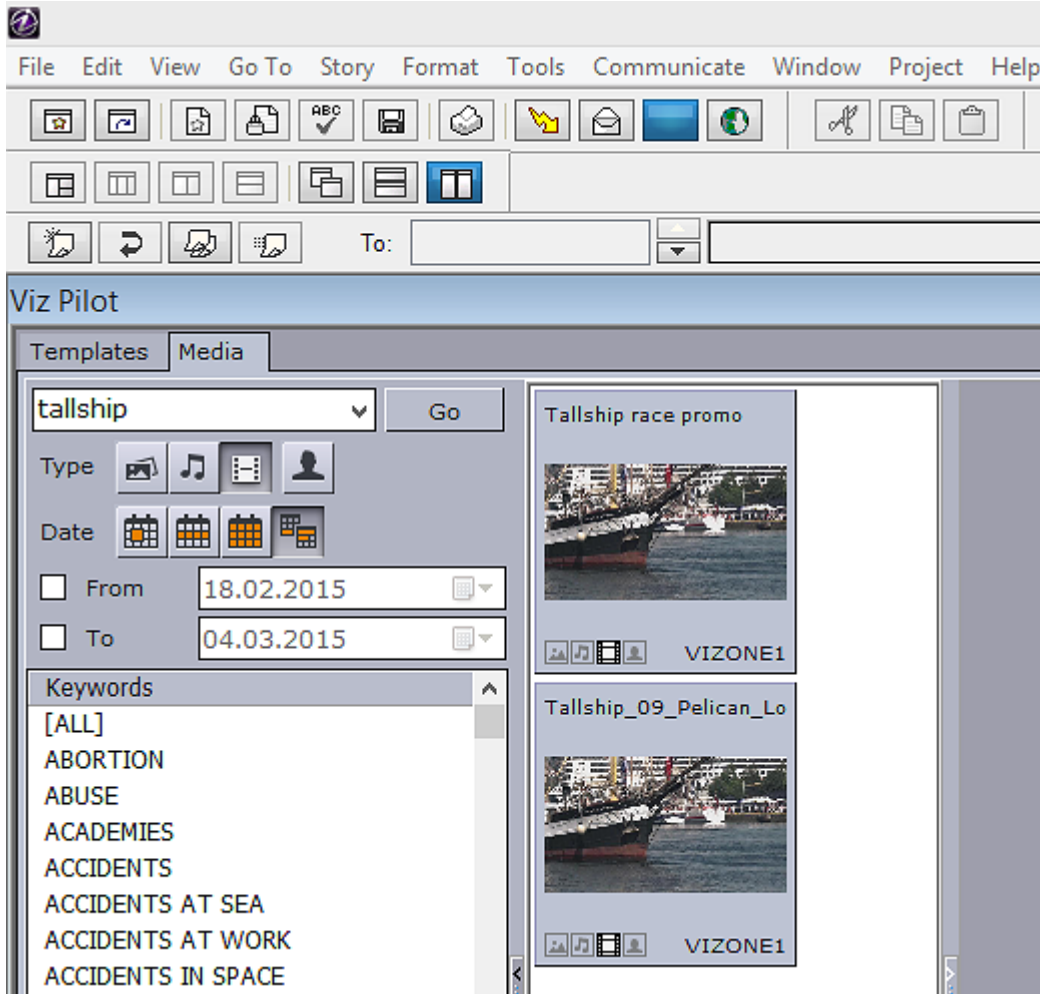 File Edit View Go To Story Format Tools Communicate Window Project Help
ABC
To:
Viz Pilot
Templates Media
tallship Go
Type
Date
From 18.02.2015
To 04.03.2015
Keywords
[ALL]
ABORTION
ABUSE
ACADEMIES
ACCIDENTS
ACCIDENTS AT SEA
ACCIDENTS AT WORK
ACCIDENTS IN SPACE
Tallship race promo
VIZONE1
Tallship_09_Pelican_Lo
VIZONE1